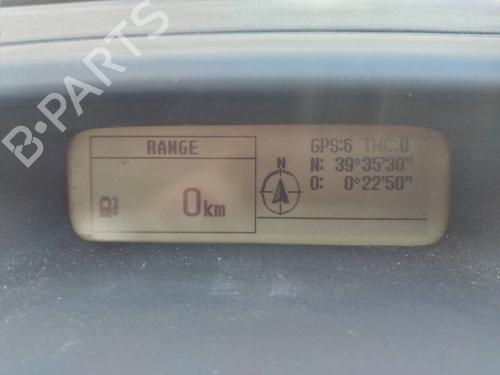 B-PARTS
RANGE
0km
GPS:6 TMC:0
N
N: 39°35'30"
O: 0°22'50"